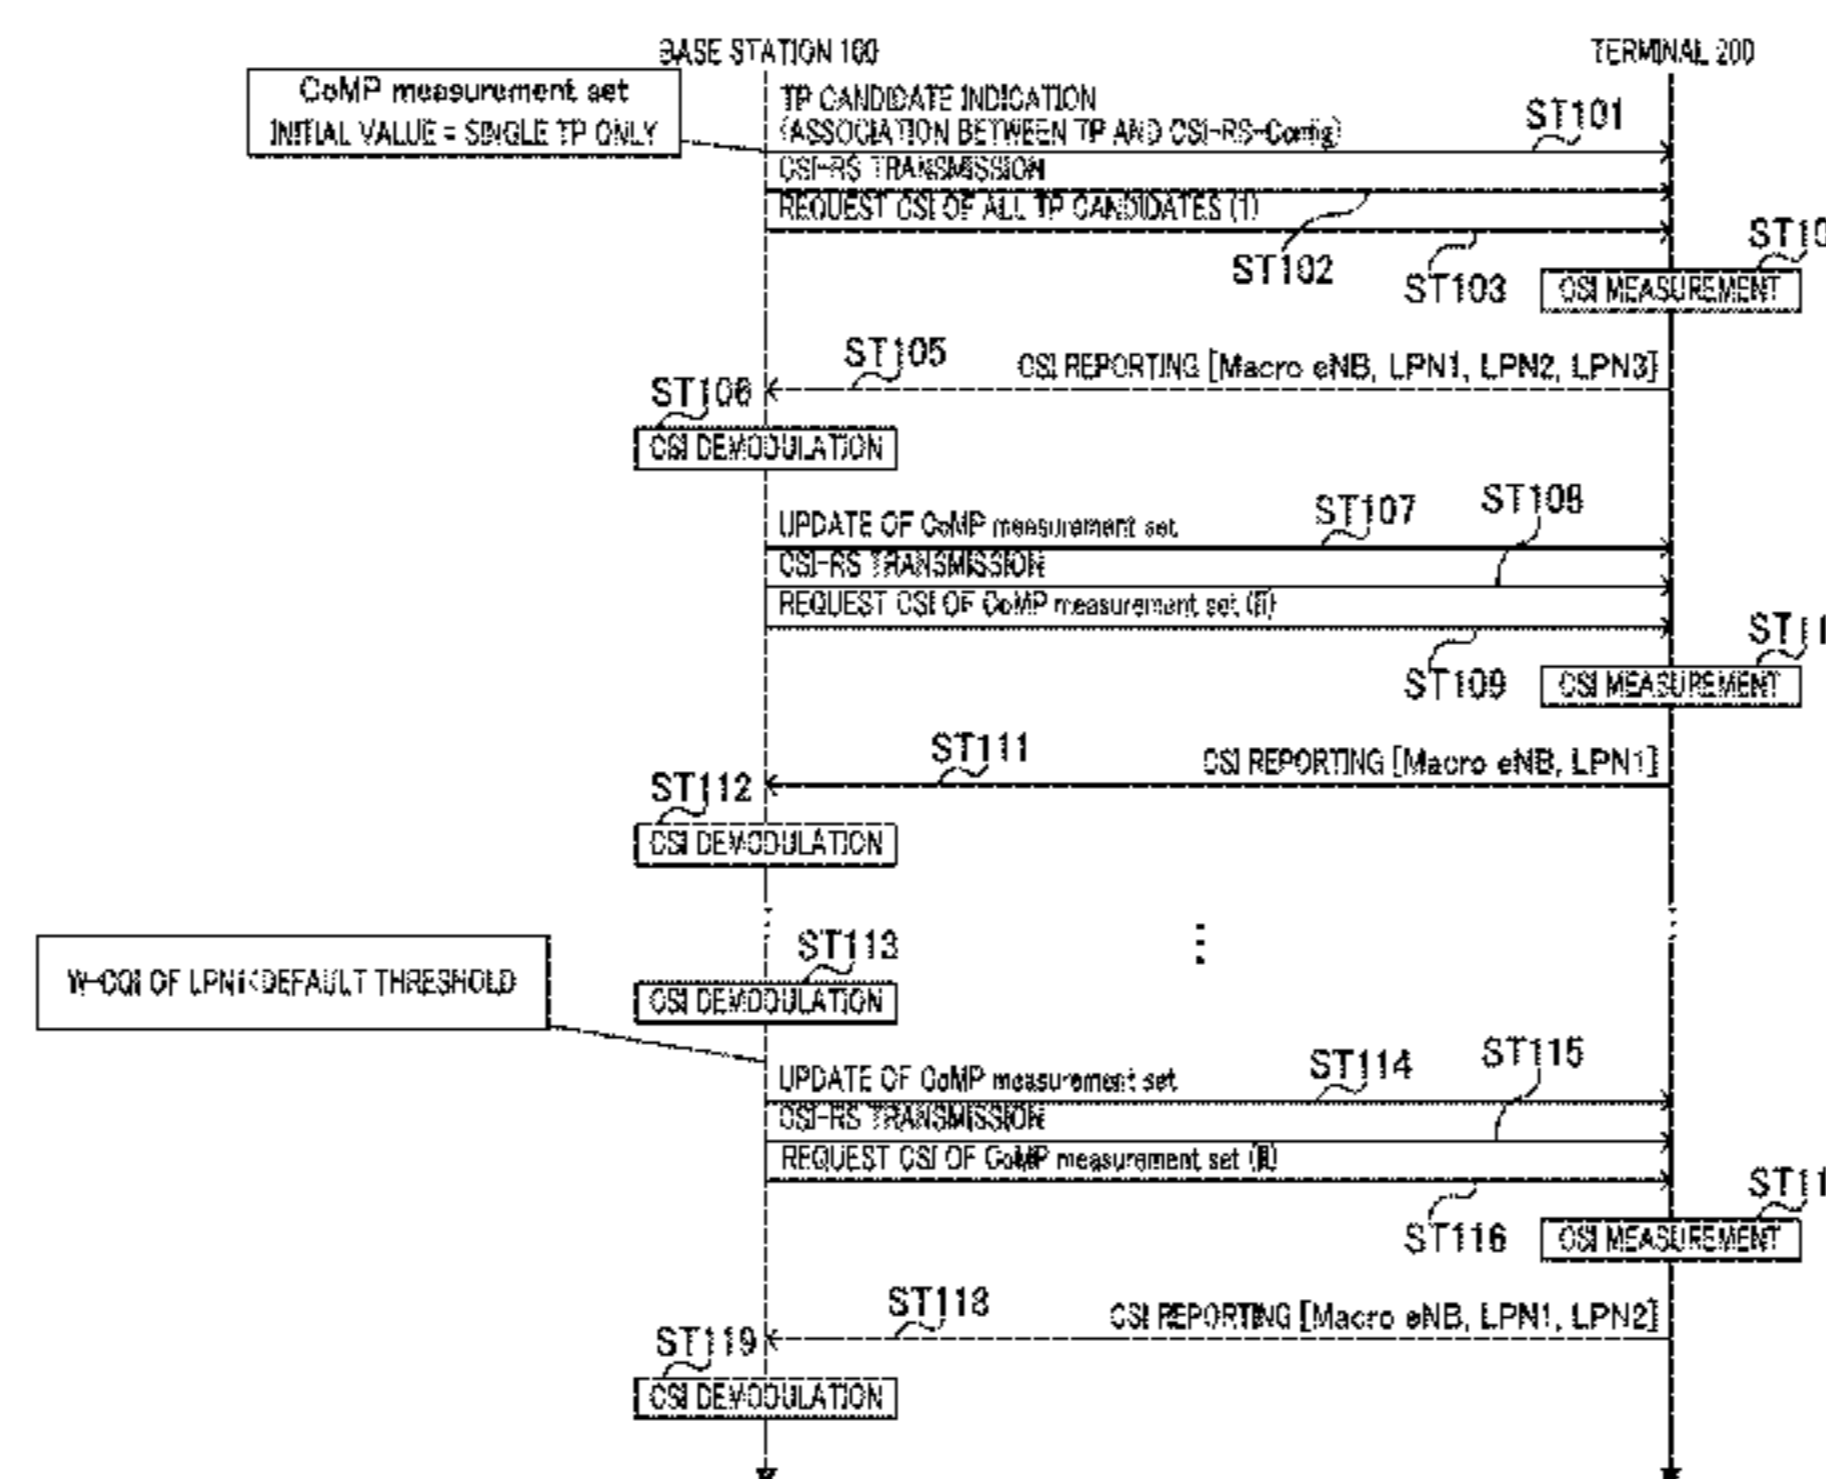 BASE STATION 100
TERMINAL 200
CoMP measurement set
INITIAL VALUE = SINGLE TP ONLY
TP CANDIDATE INDICATION
(ASSOCIATION BETWEEN TP AND CSI-RS-Config)
ST101
CSI-RS TRANSMISSION
REQUEST CSI OF ALL TP CANDIDATES (1)
ST102
ST103
CSI MEASUREMENT
ST105
CSI REPORTING [Macro eNB, LPN1, LPN2, LPN3]
ST106
CSI DEMODULATION
ST107
ST108
UPDATE OF CoMP measurement set
CSI-RS TRANSMISSION
REQUEST CSI OF CoMP measurement set
ST109
CSI MEASUREMENT
ST111
CSI REPORTING [Macro eNB, LPN1]
ST112
CSI DEMODULATION
ST113
W-CQI OF LPN1<DEFAULT THRESHOLD
CSI DEMODULATION
ST114
ST115
UPDATE OF CoMP measurement set
CSI-RS TRANSMISSION
REQUEST CSI OF CoMP measurement set
ST116
CSI MEASUREMENT
ST118
CSI REPORTING [Macro eNB, LPN1, LPN2]
ST119
CSI DEMODULATION